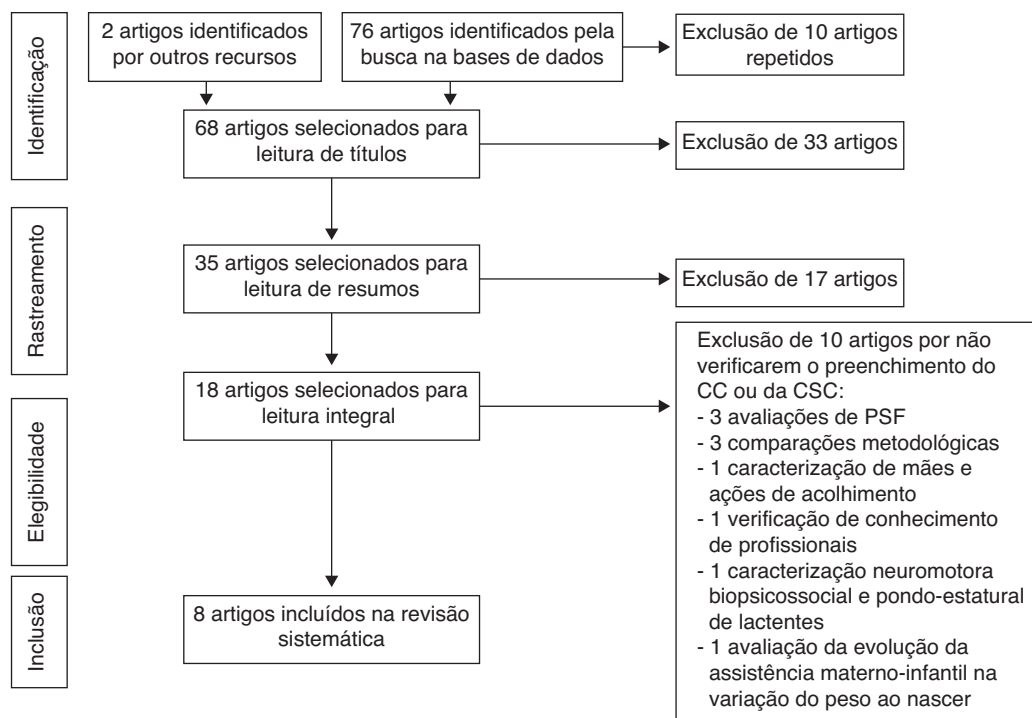 Identificação
2 artigos identificados
por outros recursos
76 artigos identificados pela
busca na bases de dados
Exclusão de 10 artigos
repetidos
68 artigos selecionados para
leitura de títulos
Exclusão de 33 artigos
Rastreamento
35 artigos selecionados para
leitura de resumos
Exclusão de 17 artigos
Elegibilidade
18 artigos selecionados para
leitura integral
Exclusão de 10 artigos por não
verificarem o preenchimento do
CC ou da CSC:
- 3 avaliações de PSF
- 3 comparações metodológicas
- 1 caracterização de mães e
ações de acolhimento
- 1 verificação de conhecimento
de profissionais
- 1 caracterização neuromotora
biopsicossocial e pondo-estatural
de lactentes
- 1 avaliação da evolução da
assistência materno-infantil na
variação do peso ao nascer
Inclusão
8 artigos incluídos na revisão
sistemática